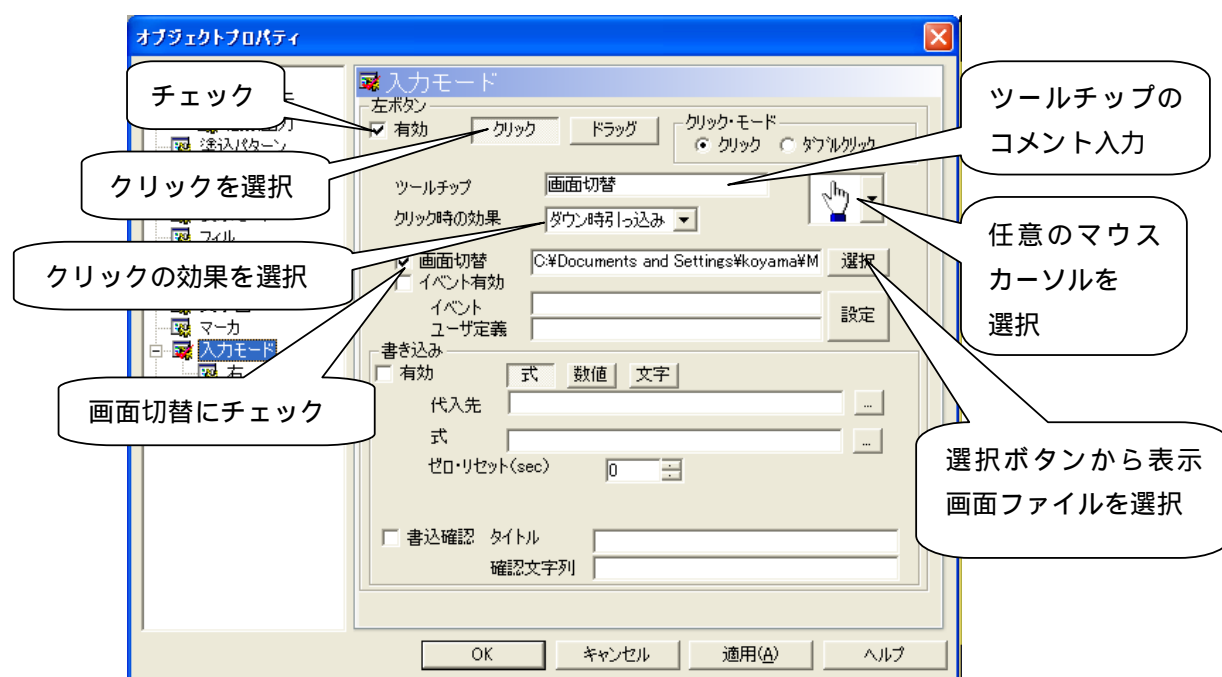 オブジェクトプロパティ
チェック
入力モード
左ボタン
有効
クリック
ドラッグ
クリック・モード
クリック
ダブルクリック
ツールチップの
コメント入力
塗込パターン
クリックを選択
ツールチップ
画面切替
クリック時の効果
ダウン時引っ込み
任意のマウス
カーソルを
選択
フィル
クリックの効果を選択
画面切替
C:¥Documents and Settings¥koyama¥M
選択
イベント有効
イベント
ユーザ定義
設定
マーカ
入力モード
右
書き込み
有効
式
数値
文字
画面切替にチェック
代入先
...
式
...
ゼロ・リセット(sec)
0
選択ボタンから表示
画面ファイルを選択
書込確認
タイトル
確認文字列
OK
キャンセル
適用(A)
ヘルプ